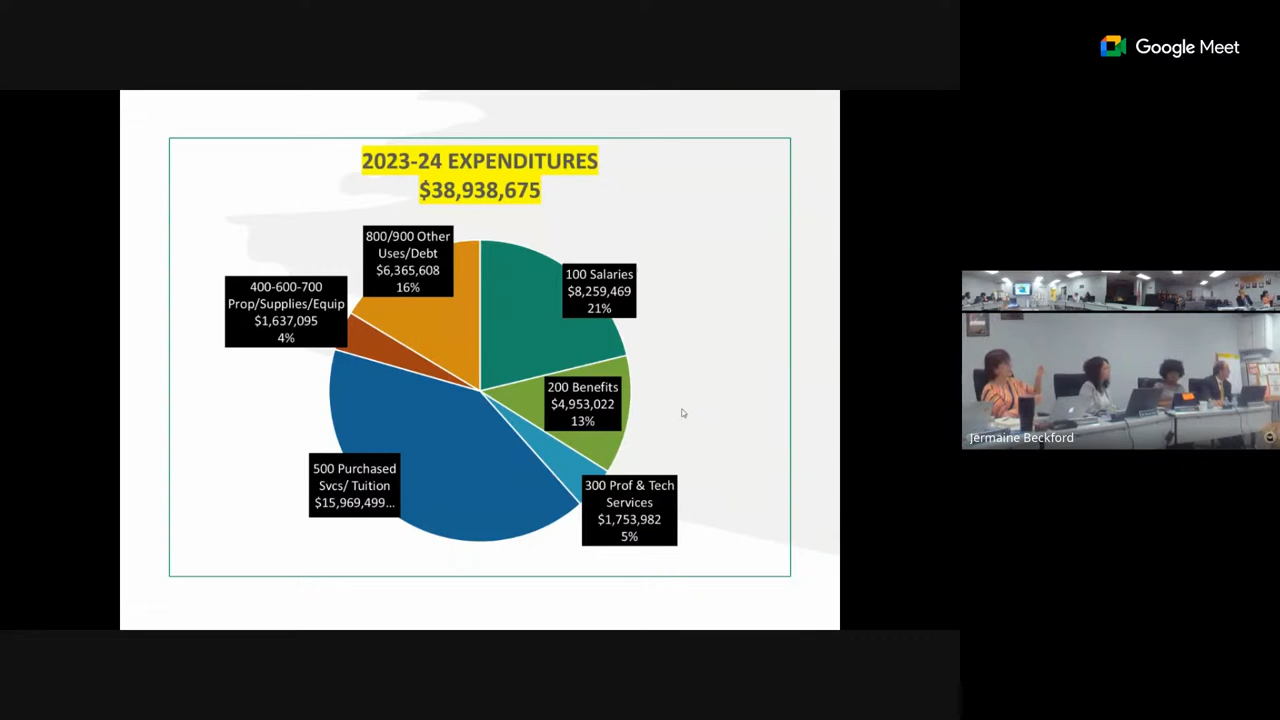 Google Meet
2023-24 EXPENDITURES
$38,938,675
800/900 Other
Uses/Debt
$6,365,608
16%
100 Salaries
$8,259,469
21%
400-600-700
Prop/Supplies/Equip
$1,637,095
4%
200 Benefits
$4,953,022
13%
500 Purchased
Svcs/ Tuition
$15,969,499...
300 Prof & Tech
Services
$1,753,982
5%
Jermaine Beckford